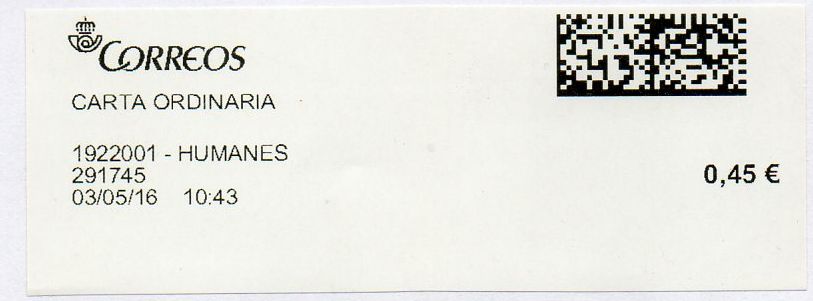 CORREOS
CARTA ORDINARIA
1922001 - HUMANES
291745
03/05/16 10:43
0,45 €